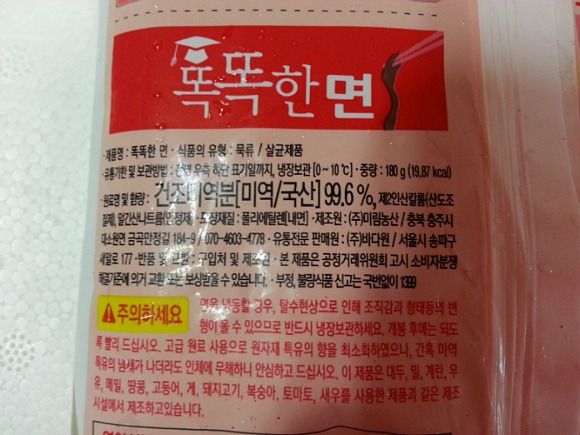 똑똑한면
· 제품명 : 똑똑한 면 · 식품의 유형 : 묵류 / 살균제품
· 유통기한 및 보관방법 : 전면 우측 하단 표기일까지, 냉장보관 [0 ~ 10 ℃] · 중량 : 180 g (19.87 kcal)
· 원료명 및 함량 : 건조미역분[미역/국산] 99.6 %, 제2인산칼륨(산도조
절제), 알긴산나트륨(안정제) · 포장재질 : 폴리에틸렌[내면] · 제조원 : (주)미림농산 / 충북 충주시
대소원면 금곡만정길 184-9 / 070-4603-4778 · 유통전문 판매원 : (주)바다원 / 서울시 송파구
새말로 177 · 반품 및 교환 : 구입처 및 제조원 · 본 제품은 공정거래위원회 고시 소비자분쟁
해결기준에 의거 교환 또는 보상받을 수 있습니다. · 부정, 불량식품 신고는 국번없이 1399
주의하세요
면을 냉동할 경우, 탈수현상으로 인해 조직감과 형태등의 변
형이 올 수 있으므로 반드시 냉장보관하세요. 개봉 후에는 되도
록 빨리 드십시오. 고급 원료 사용으로 원자재 특유의 향을 최소화하였으나, 간혹 미역
특유의 냄새가 나더라도 인체에 무해하니 안심하고 드십시오. 이 제품은 대두, 밀, 계란, 우
유, 메밀, 땅콩, 고등어, 게, 돼지고기, 복숭아, 토마토, 새우를 사용한 제품과 같은 제조
시설에서 제조하고있습니다.